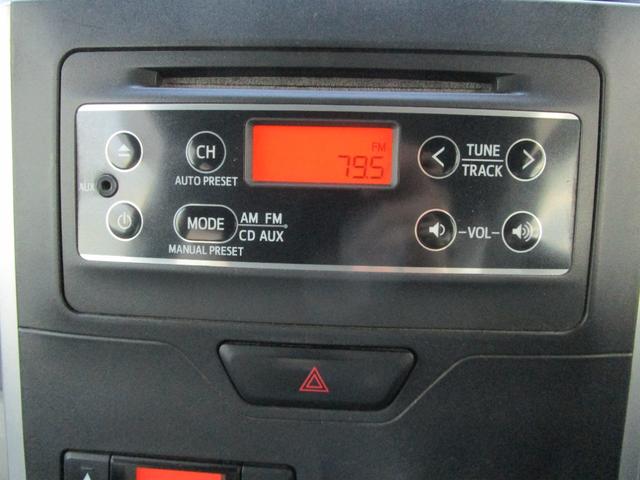 FM
79.5
CH
AUTO PRESET
TUNE
TRACK
AUX
MODE
AM FM
CD AUX
MANUAL PRESET
-VOL-